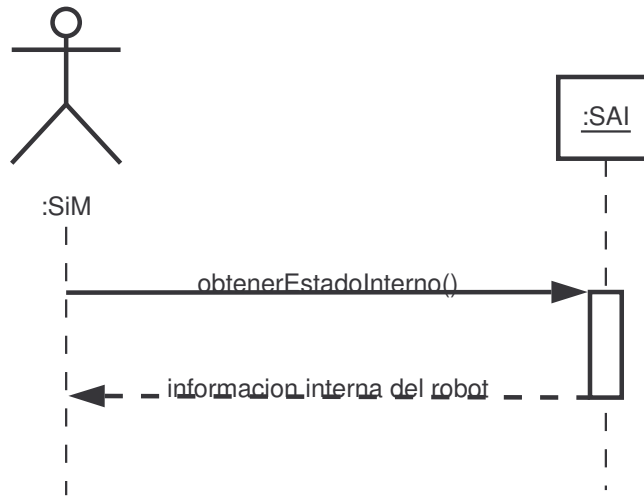 :SAI
:SiM
obtenerEstadoInterno()
informacion interna del robot